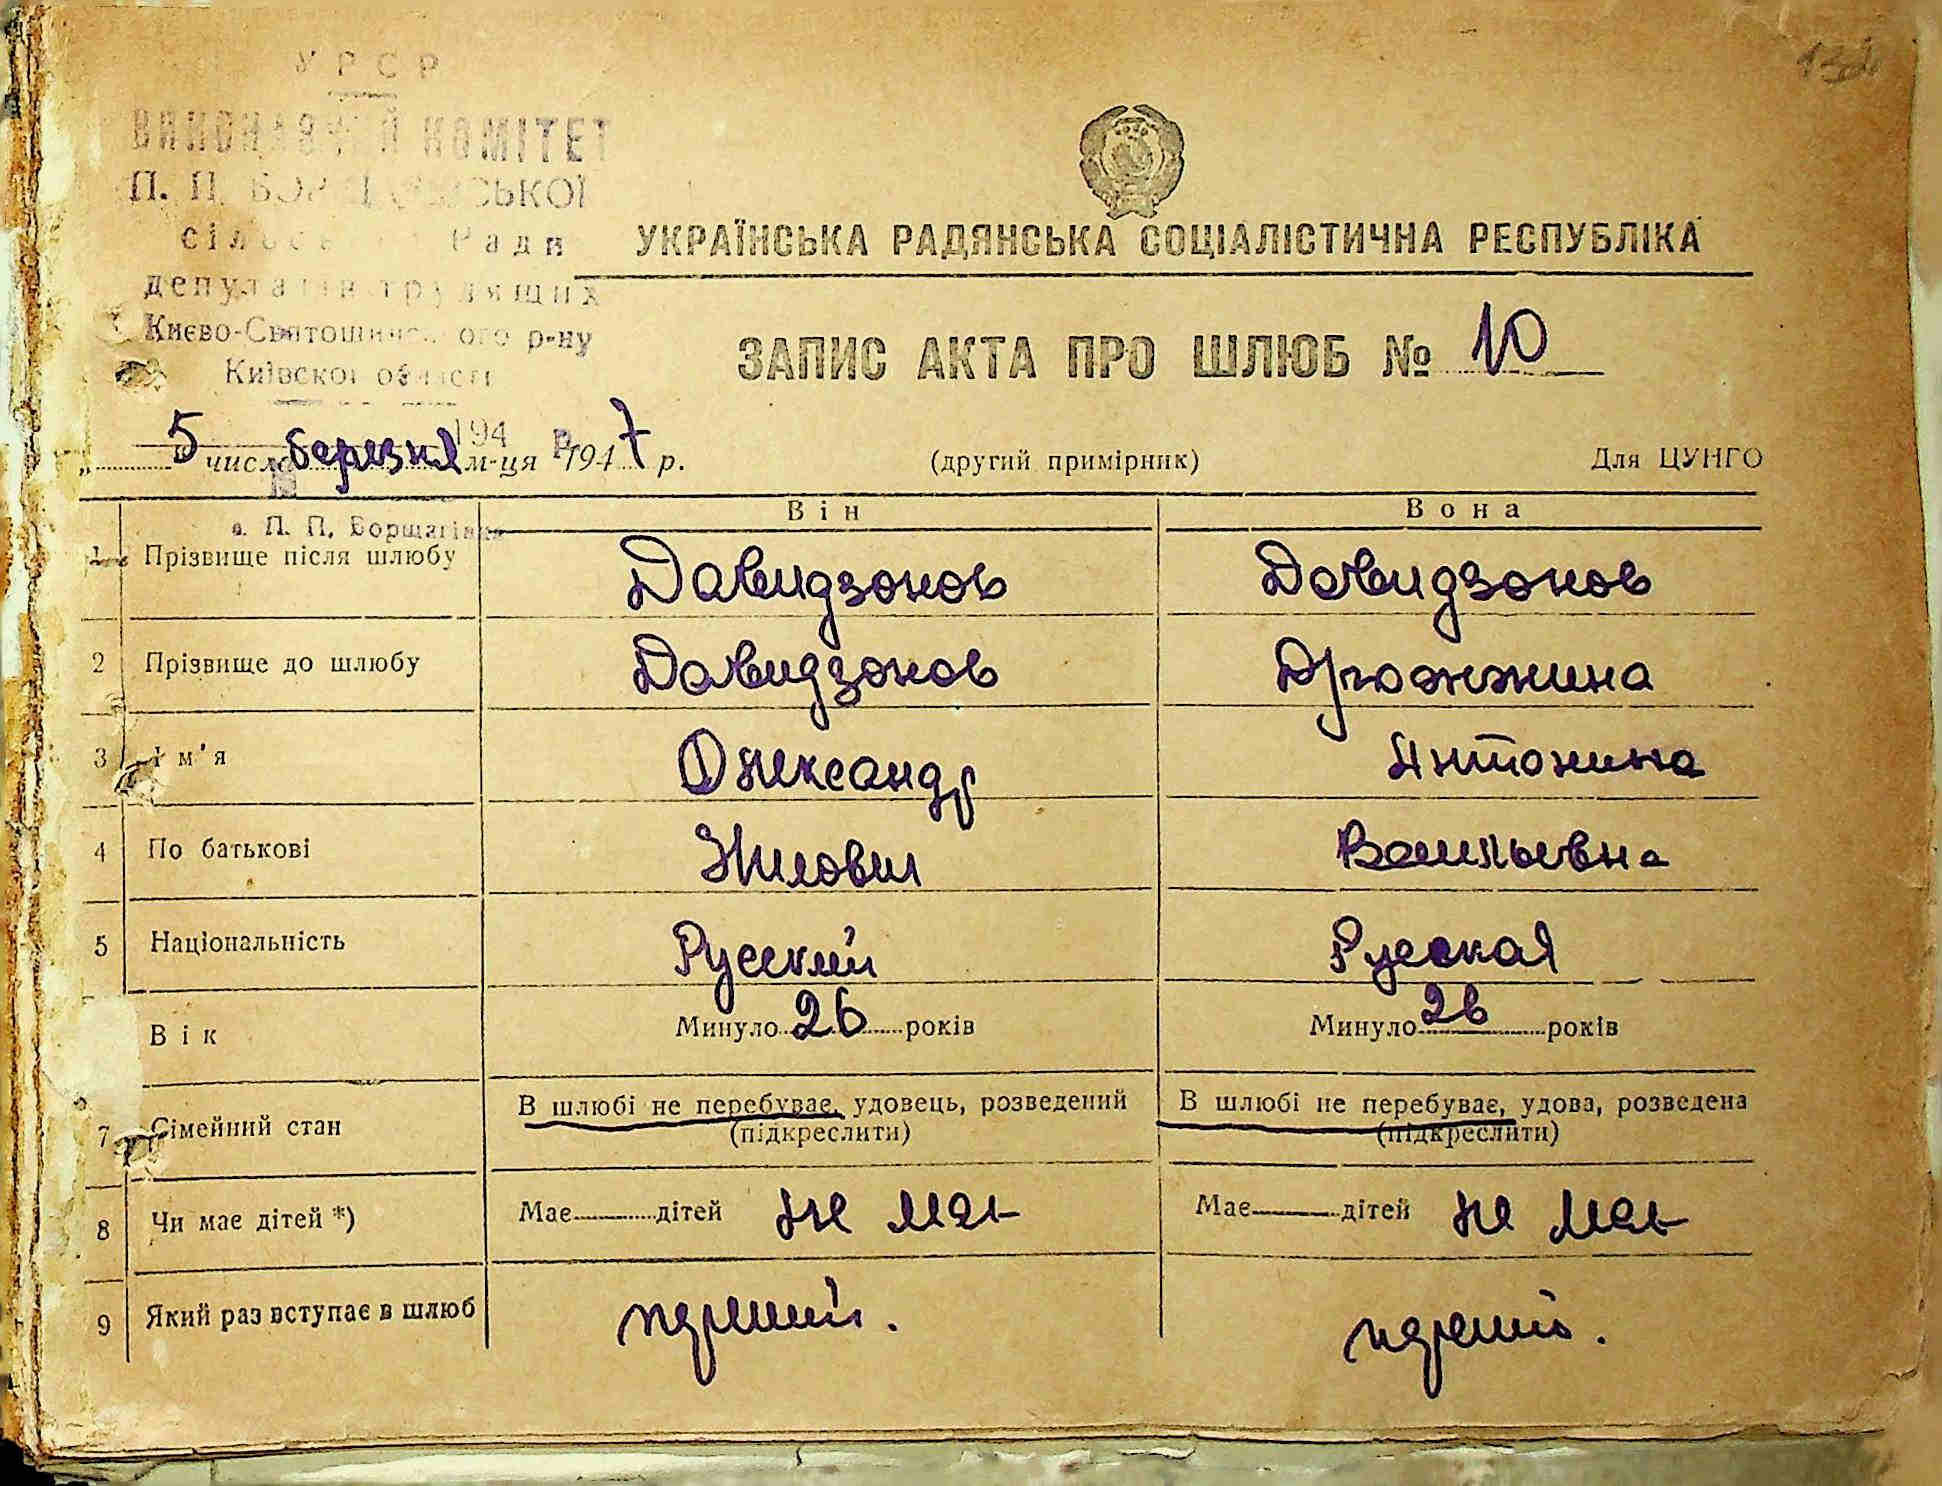 УРСР
ВИКОНАВЧИЙ КОМІТЕТ
П. П. БОРЩАГІВСЬКОЇ
сільської Ради
депутатів трудящих
Києво-Святошинського р-ну
Київської області
194 р.
с. П. П. Борщагівка
УКРАЇНСЬКА РАДЯНСЬКА СОЦІАЛІСТИЧНА РЕСПУБЛІКА
ЗАПИС АКТА ПРО ШЛЮБ № 10
„ 5 " числа березня м-ця 1947 р. (другий примірник) Для ЦУНГО
Він Вона
1 Прізвище після шлюбу Давидзонов Давидзонов
2 Прізвище до шлюбу Давидзонов Дрюжжина
3 Ім'я Олександр Антонина
4 По батькові Васильевна
5 Національність Русский Русская
Вік Минуло 26 років Минуло 26 років
7 Сімейний стан В шлюбі не перебуває, удовець, розведений (підкреслити) В шлюбі не перебуває, удова, розведена (підкреслити)
8 Чи має дітей *) Має дітей не має Має дітей не має
9 Який раз вступає в шлюб перший. перший.